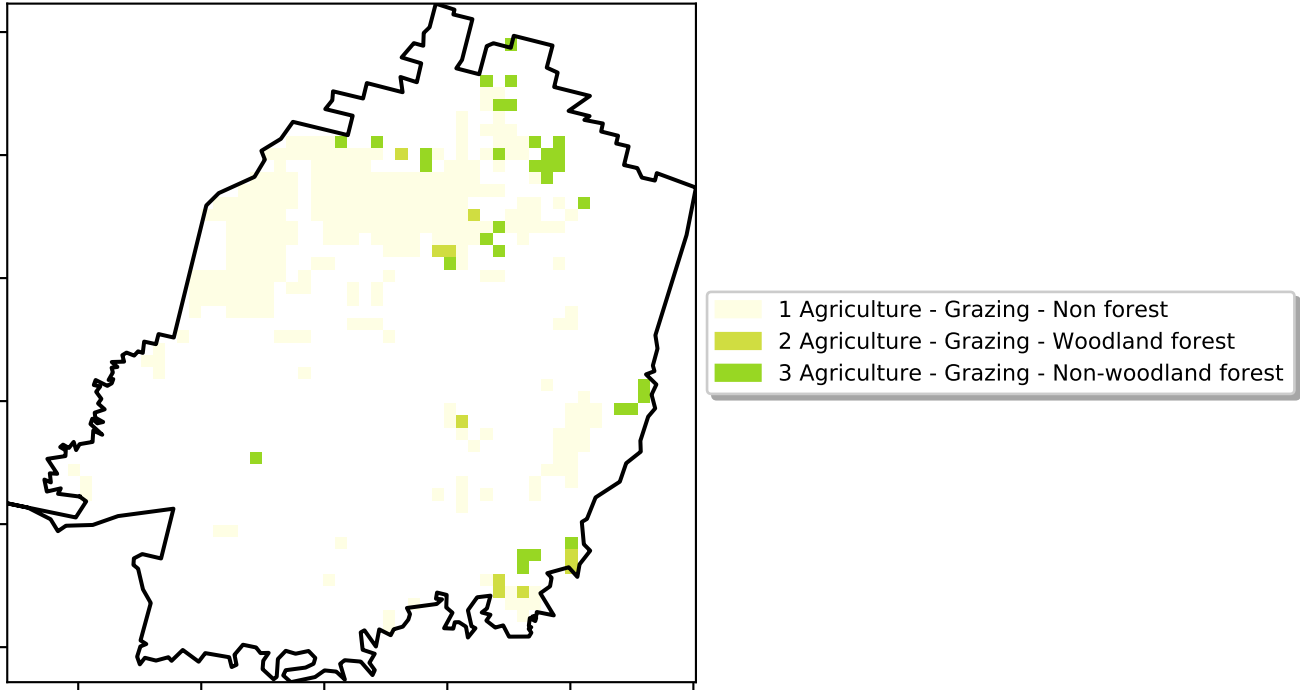 1 Agriculture - Grazing - Non forest
2 Agriculture - Grazing - Woodland forest
3 Agriculture - Grazing - Non-woodland forest